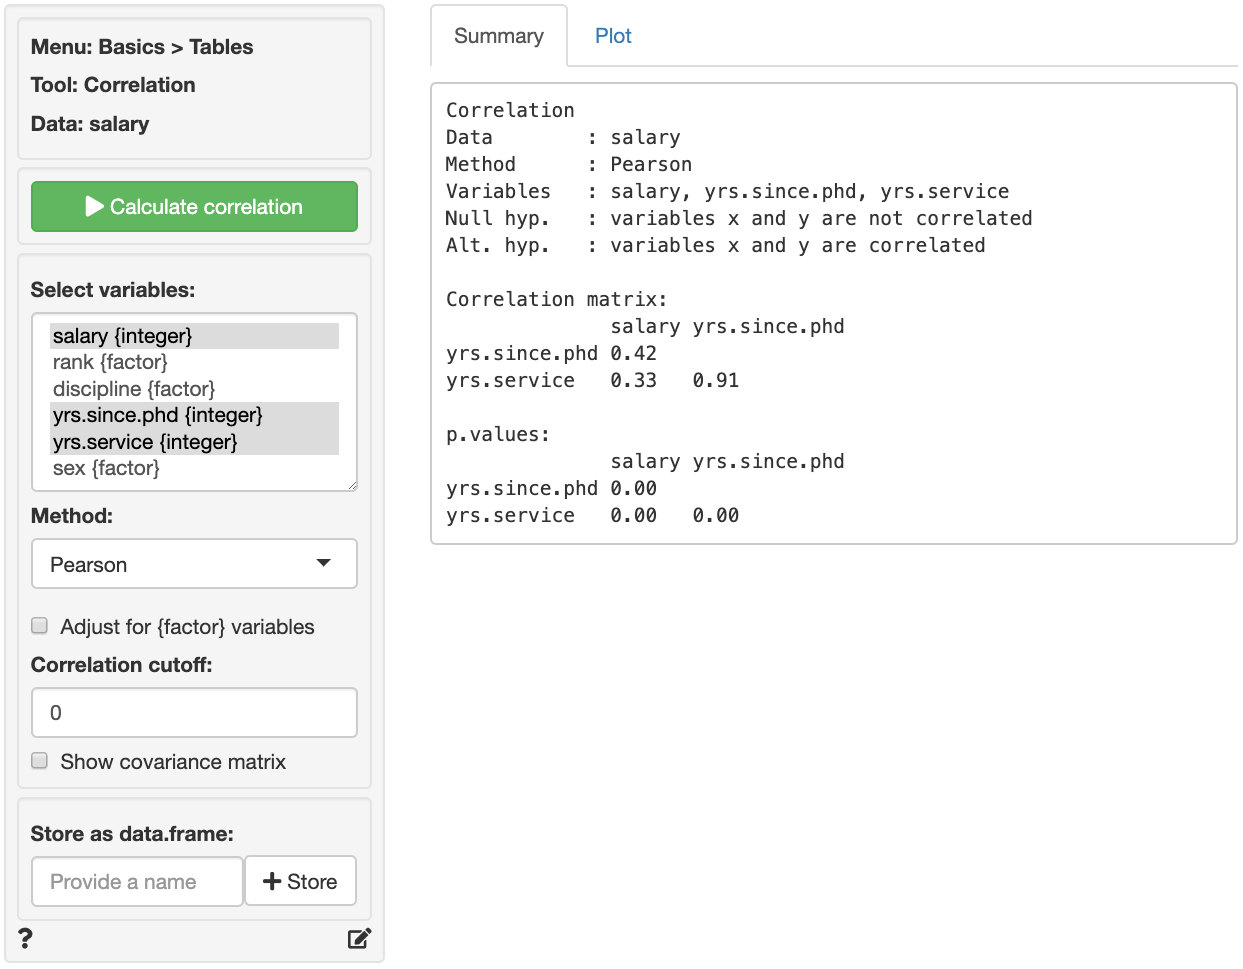 Menu: Basics > Tables
Tool: Correlation
Data: salary
Calculate correlation
Select variables:
salary {integer}
rank {factor}
discipline {factor}
yrs.since.phd {integer}
yrs.service {integer}
sex {factor}
Method:
Pearson
Adjust for {factor} variables
Correlation cutoff:
0
Show covariance matrix
Store as data.frame:
Provide a name
+ Store
?
Summary Plot
Correlation
Data        : salary
Method      : Pearson
Variables   : salary, yrs.since.phd, yrs.service
Null hyp.   : variables x and y are not correlated
Alt. hyp.   : variables x and y are correlated
Correlation matrix:
              salary yrs.since.phd
yrs.since.phd 0.42
yrs.service   0.33   0.91
p.values:
              salary yrs.since.phd
yrs.since.phd 0.00
yrs.service   0.00   0.00